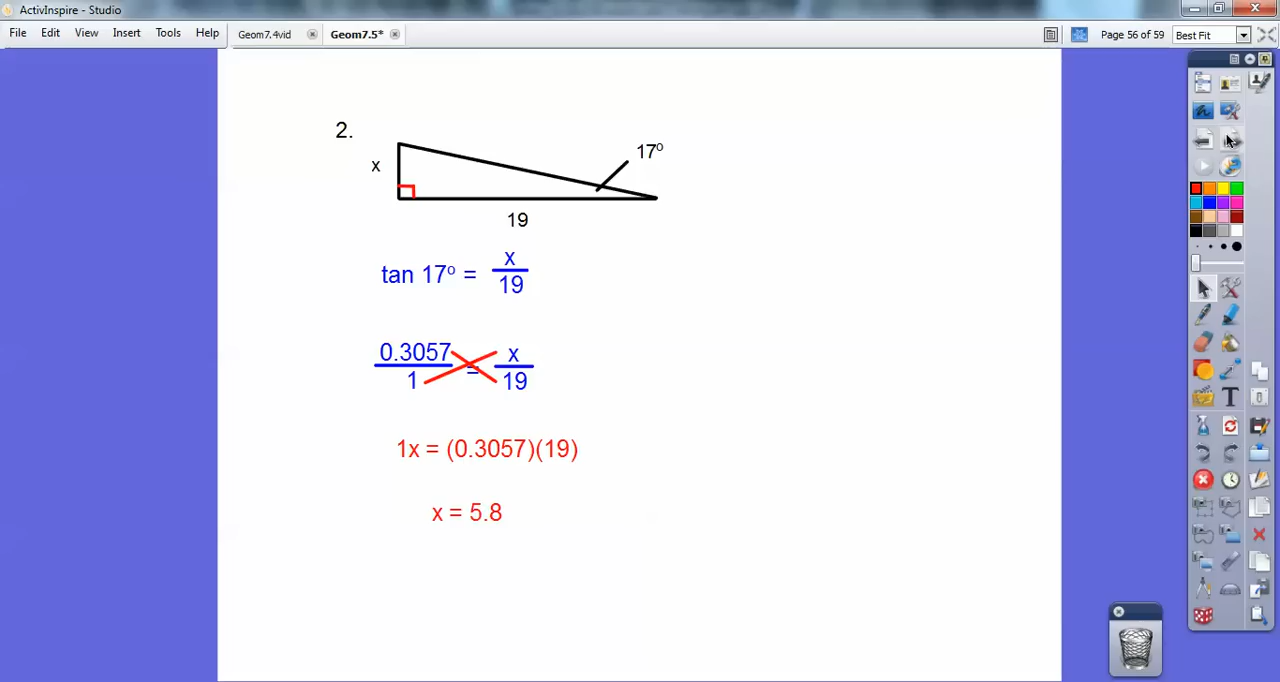 ActivInspire - Studio
File Edit View Insert Tools Help Geom7.4vid Geom7.5* Page 56 of 59 Best Fit
2.
17º
x
19
tan 17º = x/19
0.3057/1 = x/19
1x = (0.3057)(19)
x = 5.8